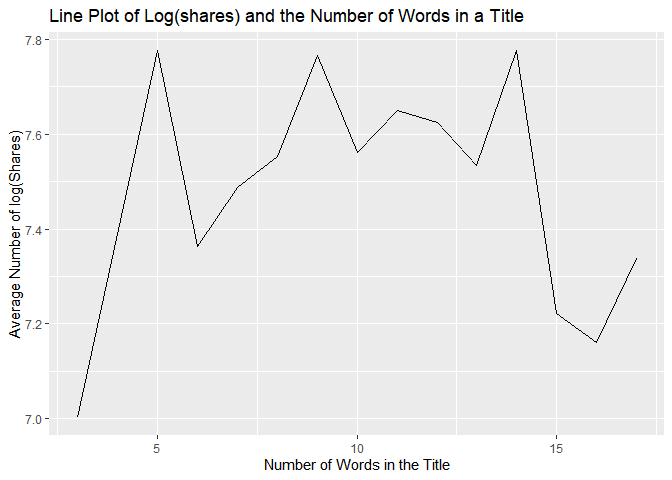 Line Plot of Log(shares) and the Number of Words in a Title
Average Number of log(Shares)
7.8
7.6
7.4
7.2
7.0
5
10
15
Number of Words in the Title